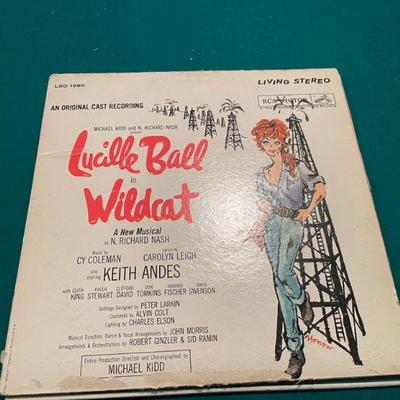 LSO-1060
LIVING STEREO
AN ORIGINAL CAST RECORDING
RCA VICTOR
MICHAEL KIDD and N. RICHARD NASH
present
Lucille Ball
in
Wildcat
A New Musical
by N. RICHARD NASH
Music by
CY COLEMAN
Lyrics by
CAROLYN LEIGH
also starring
KEITH ANDES
with EDITH KING PAULA STEWART CLIFFORD DAVID DON TOMKINS HOWARD FISCHER SWEN SWENSON
Settings Designed by PETER LARKIN
Costumes by ALVIN COLT
Lighting by CHARLES ELSON
Musical Direction, Dance & Vocal Arrangements by JOHN MORRIS
Arrangements & Orchestrations by ROBERT GINZLER & SID RAMIN
Entire Production Directed and Choreographed by
MICHAEL KIDD
Morrow